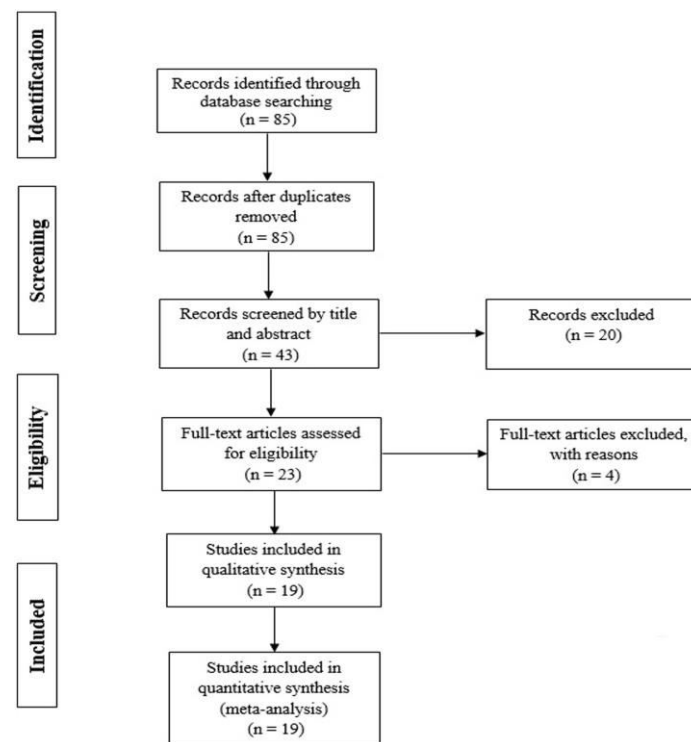 Identification
Records identified through
database searching
(n = 85)
Screening
Records after duplicates
removed
(n = 85)
Records screened by title
and abstract
(n = 43)
Records excluded
(n = 20)
Eligibility
Full-text articles assessed
for eligibility
(n = 23)
Full-text articles excluded,
with reasons
(n = 4)
Included
Studies included in
qualitative synthesis
(n = 19)
Studies included in
quantitative synthesis
(meta-analysis)
(n = 19)